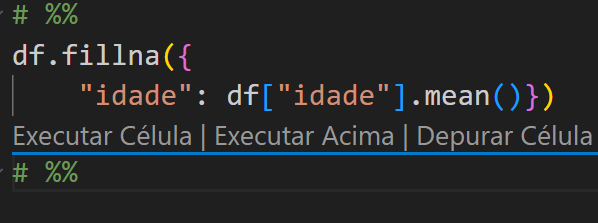 # %%
df.fillna({
    "idade": df["idade"].mean()})
Executar Célula | Executar Acima | Depurar Célula
# %%